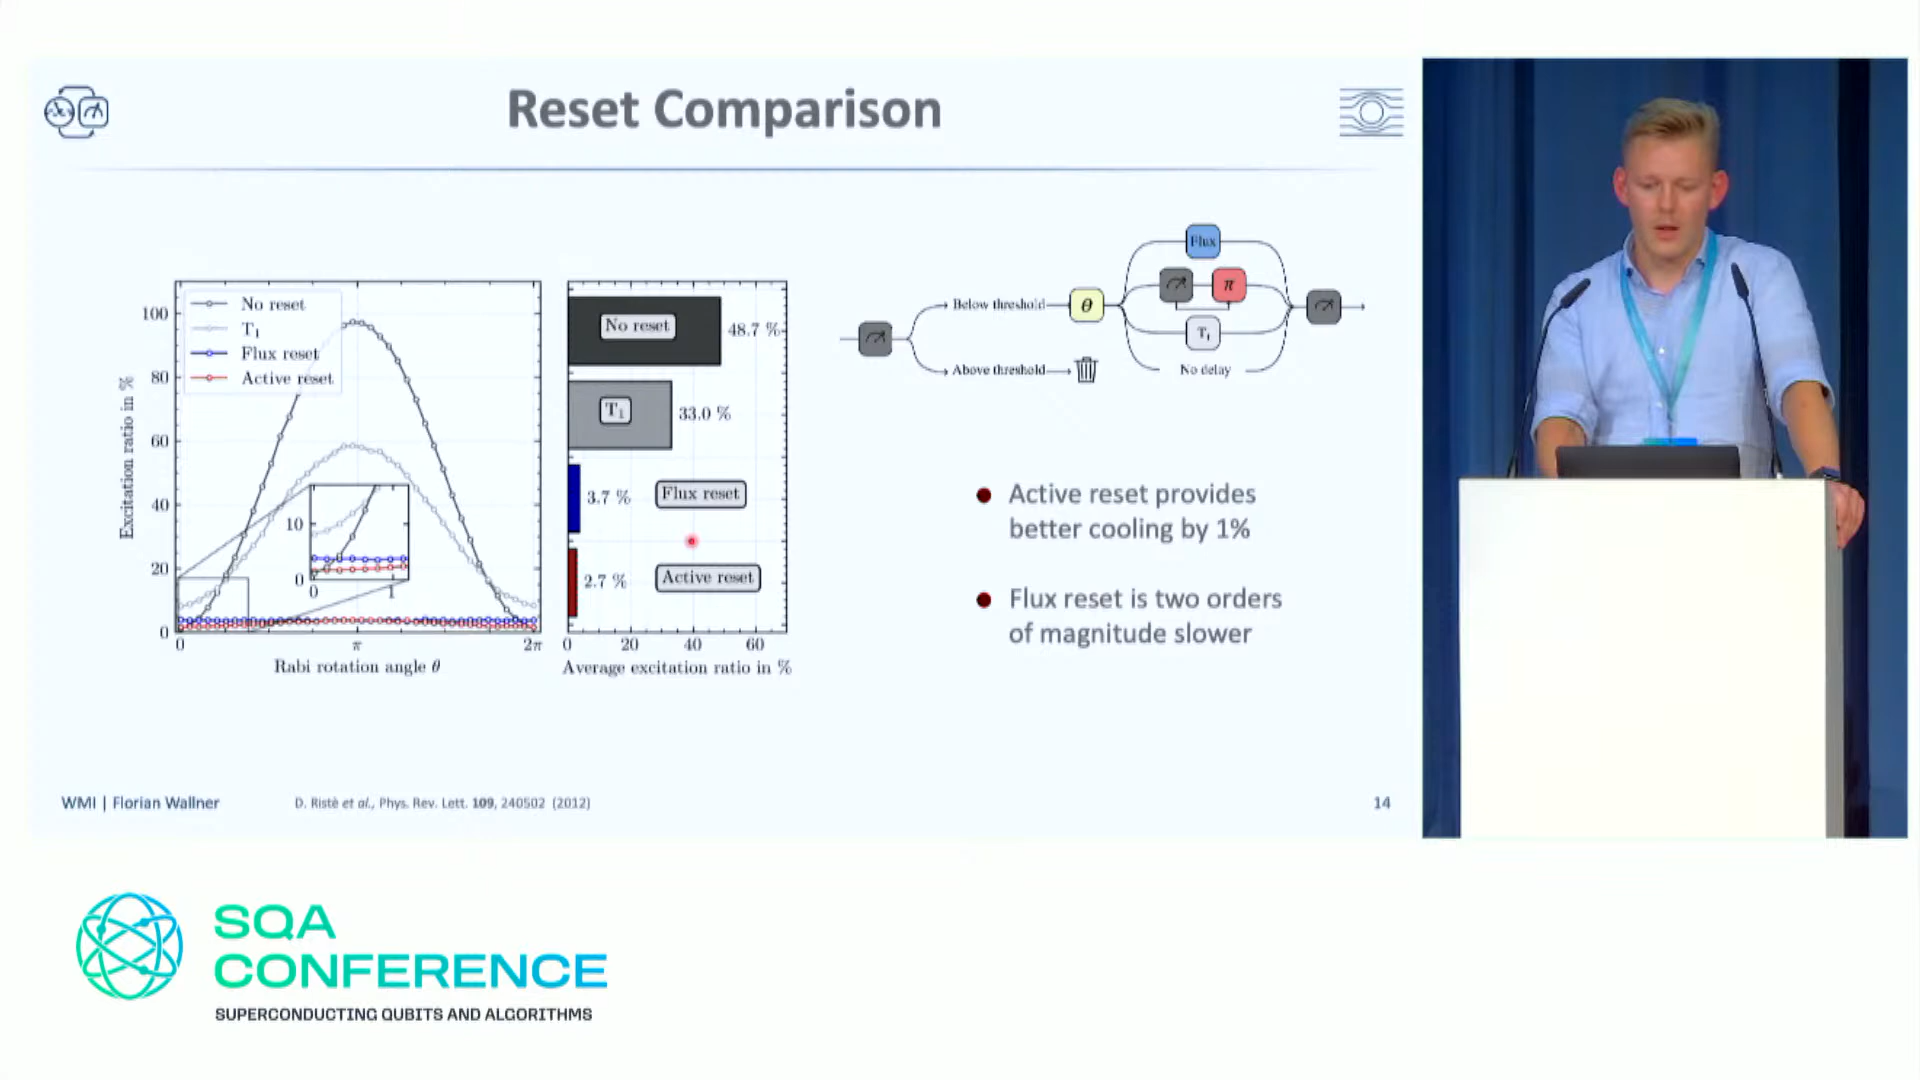 Reset Comparison
No reset
T1
Flux reset
Active reset
Excitation ratio in %
100
80
60
40
20
0
10
0
0
1
0
π
2π
Rabi rotation angle θ
No reset
48.7 %
T1
33.0 %
3.7 %
Flux reset
2.7 %
Active reset
0
20
40
60
Average excitation ratio in %
Flux
Below threshold
θ
π
T1
Above threshold
No delay
Active reset provides
better cooling by 1%
Flux reset is two orders
of magnitude slower
WMI | Florian Wallner
D. Ristè et al., Phys. Rev. Lett. 109, 240502 (2012)
14
SQA
CONFERENCE
SUPERCONDUCTING QUBITS AND ALGORITHMS